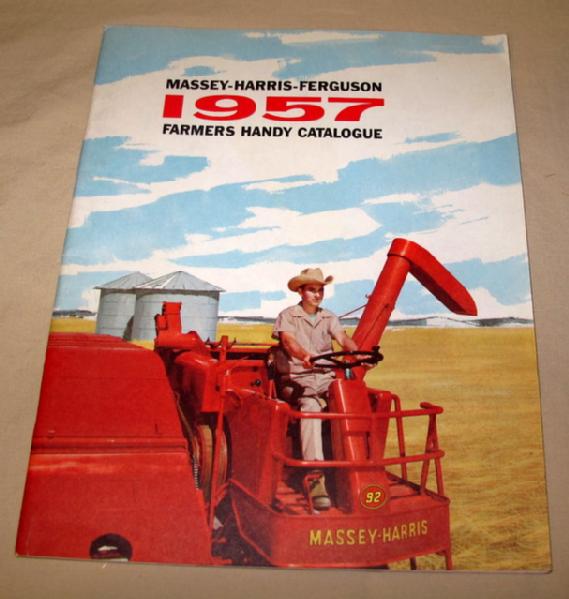 MASSEY-HARRIS-FERGUSON
1957
FARMERS HANDY CATALOGUE
92
MASSEY-HARRIS